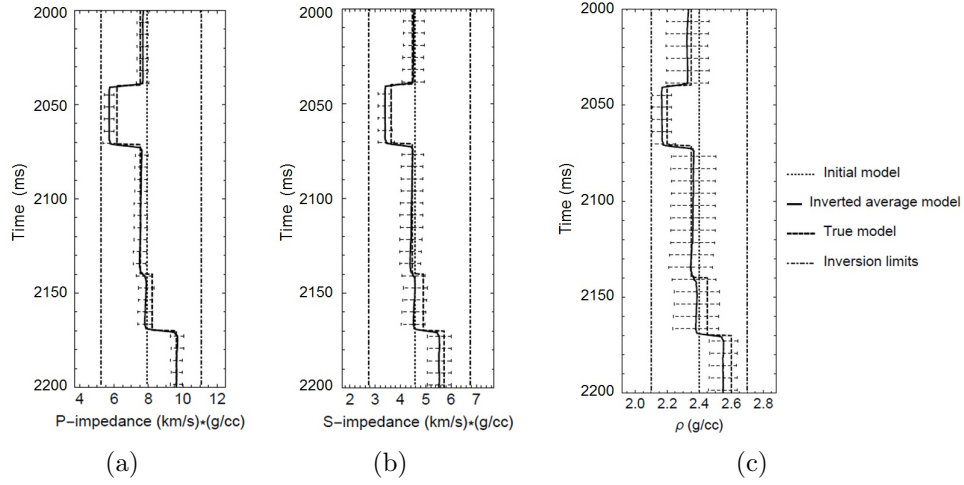 2000
2050
2100
2150
2200
Time (ms)
4 6 8 10 12
P-impedance (km/s)*(g/cc)
(a)
2000
2050
2100
2150
2200
Time (ms)
2 3 4 5 6 7
S-impedance (km/s)*(g/cc)
(b)
2000
2050
2100
2150
2200
Time (ms)
2.0 2.2 2.4 2.6 2.8
ρ (g/cc)
(c)
Initial model
Inverted average model
True model
Inversion limits